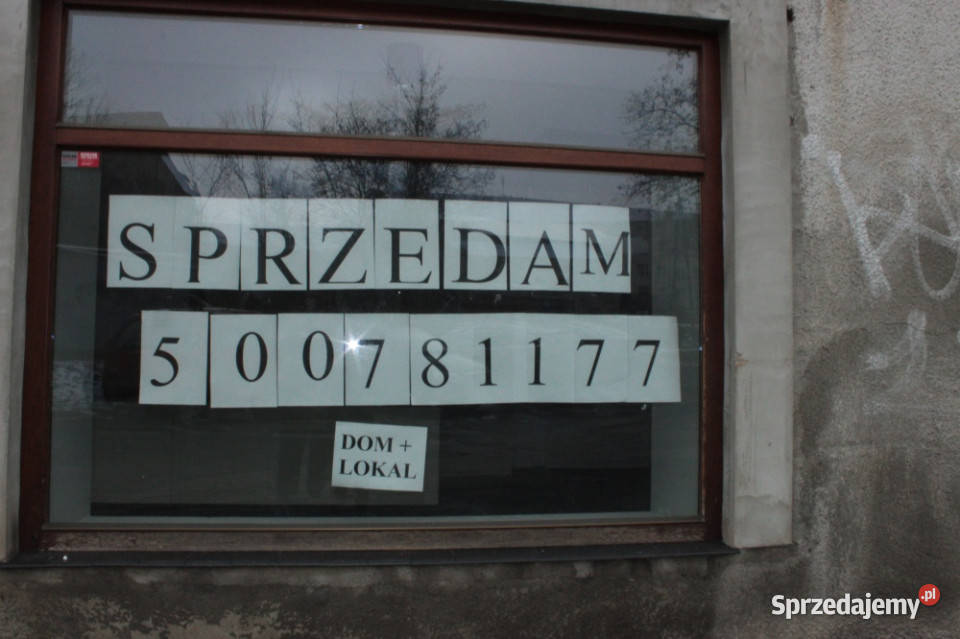 SPRZEDAM
500781177
DOM +
LOKAL
Sprzedajemy.pl